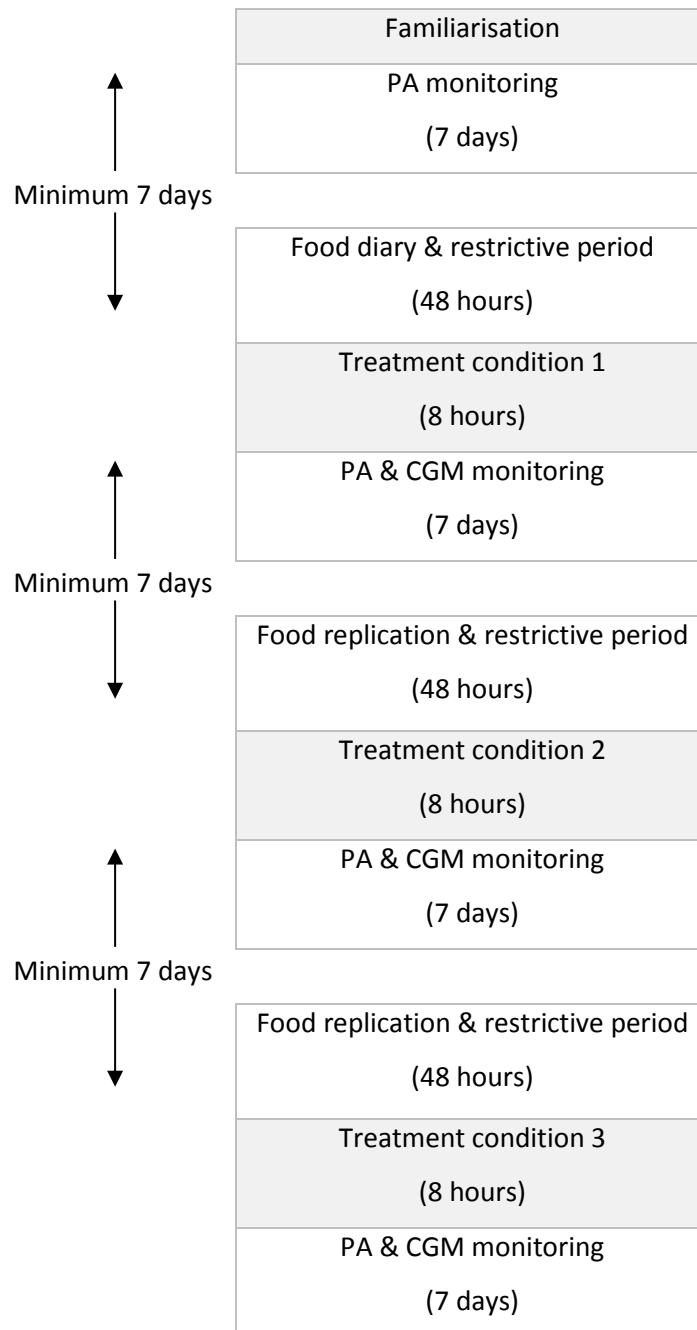 Familiarisation
PA monitoring
(7 days)
Minimum 7 days
Food diary & restrictive period
(48 hours)
Treatment condition 1
(8 hours)
PA & CGM monitoring
(7 days)
Minimum 7 days
Food replication & restrictive period
(48 hours)
Treatment condition 2
(8 hours)
PA & CGM monitoring
(7 days)
Minimum 7 days
Food replication & restrictive period
(48 hours)
Treatment condition 3
(8 hours)
PA & CGM monitoring
(7 days)